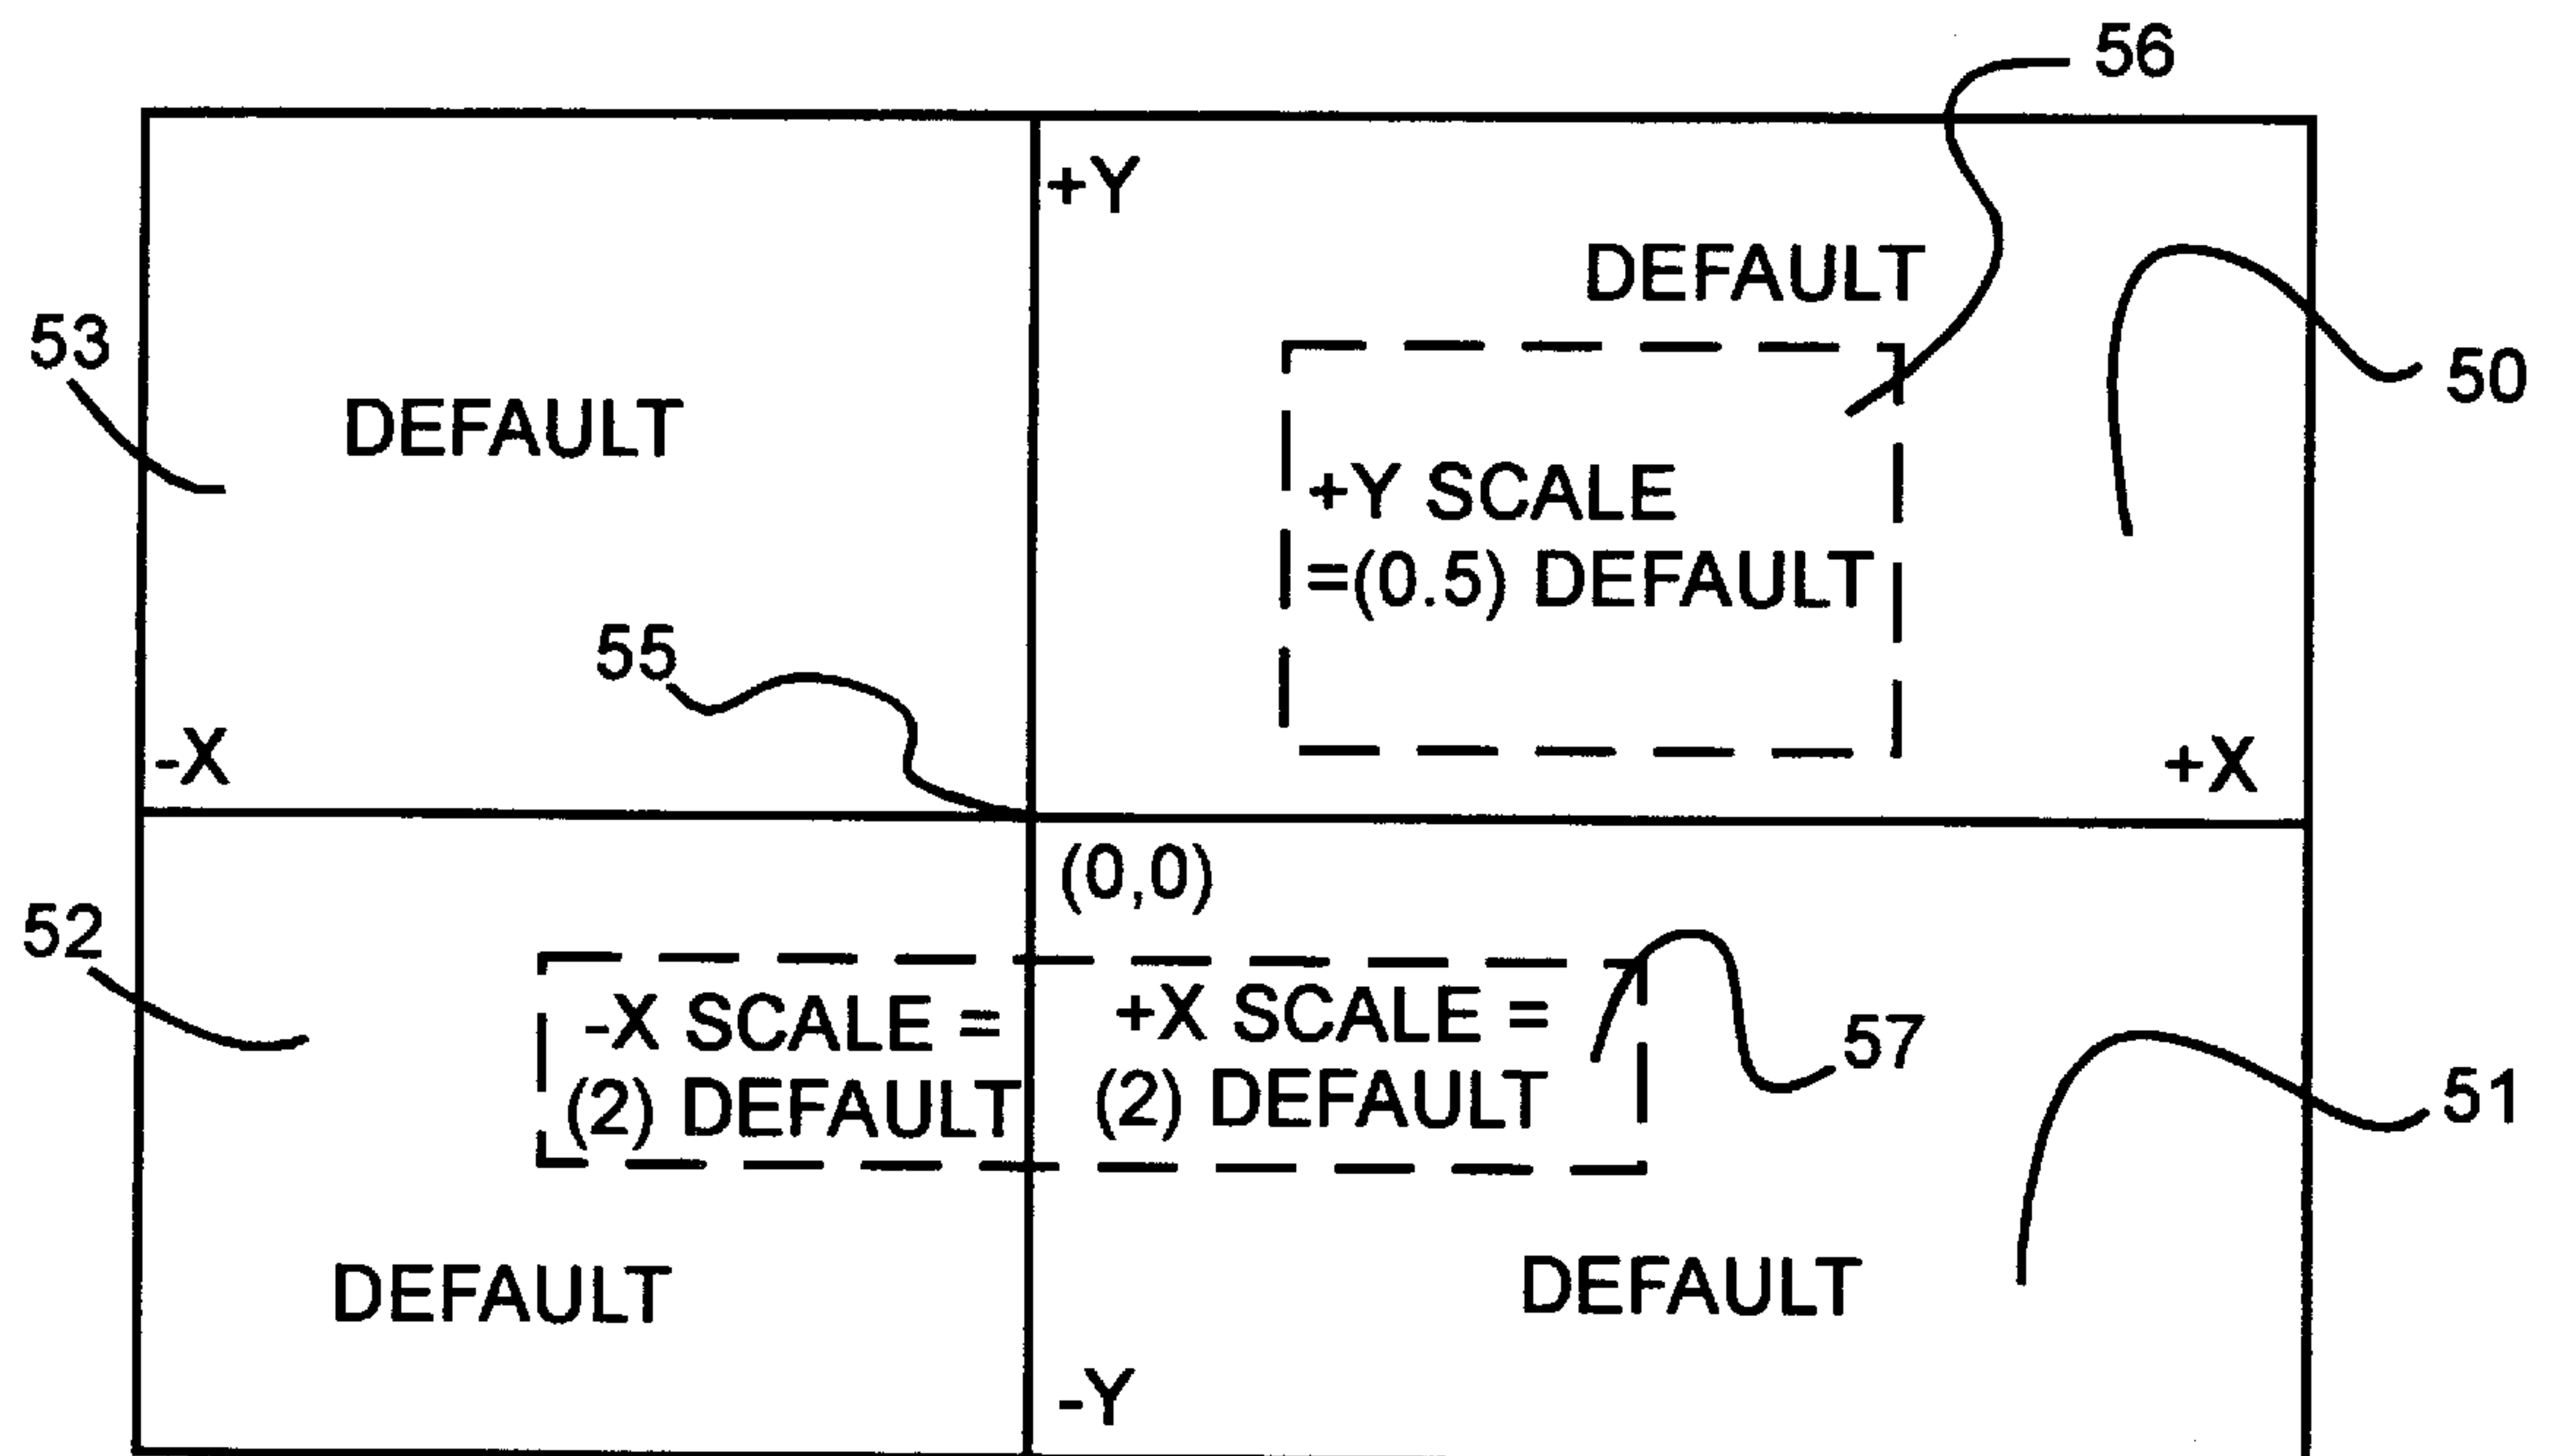 56
+Y
DEFAULT
50
53
DEFAULT
+Y SCALE
=(0.5) DEFAULT
55
-X
+X
(0,0)
52
-X SCALE =
(2) DEFAULT
+X SCALE =
(2) DEFAULT
57
51
DEFAULT
DEFAULT
-Y